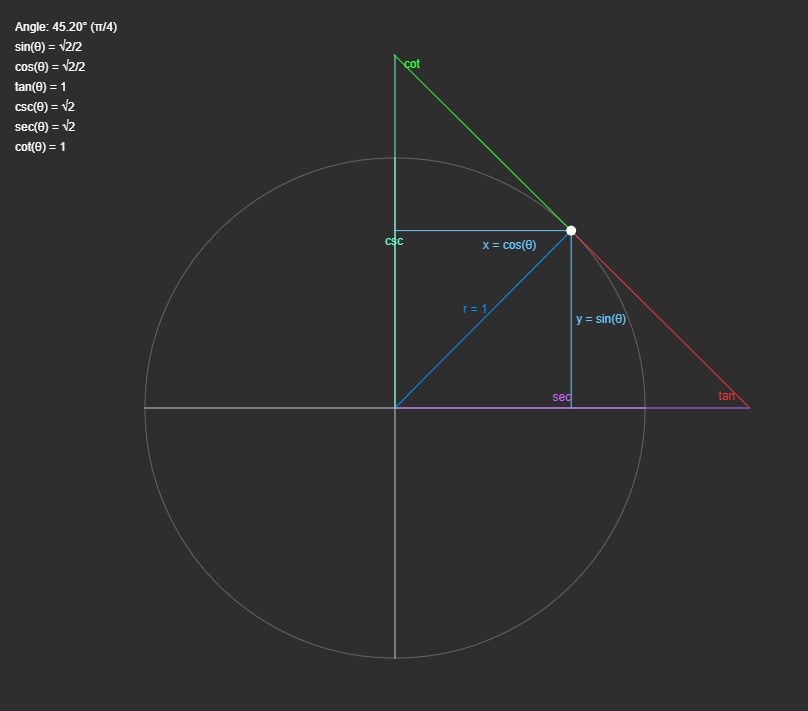 Angle: 45.20° (π/4)
sin(θ) = √2/2
cos(θ) = √2/2
tan(θ) = 1
csc(θ) = √2
sec(θ) = √2
cot(θ) = 1
cot
csc
x = cos(θ)
r = 1
y = sin(θ)
sec
tan